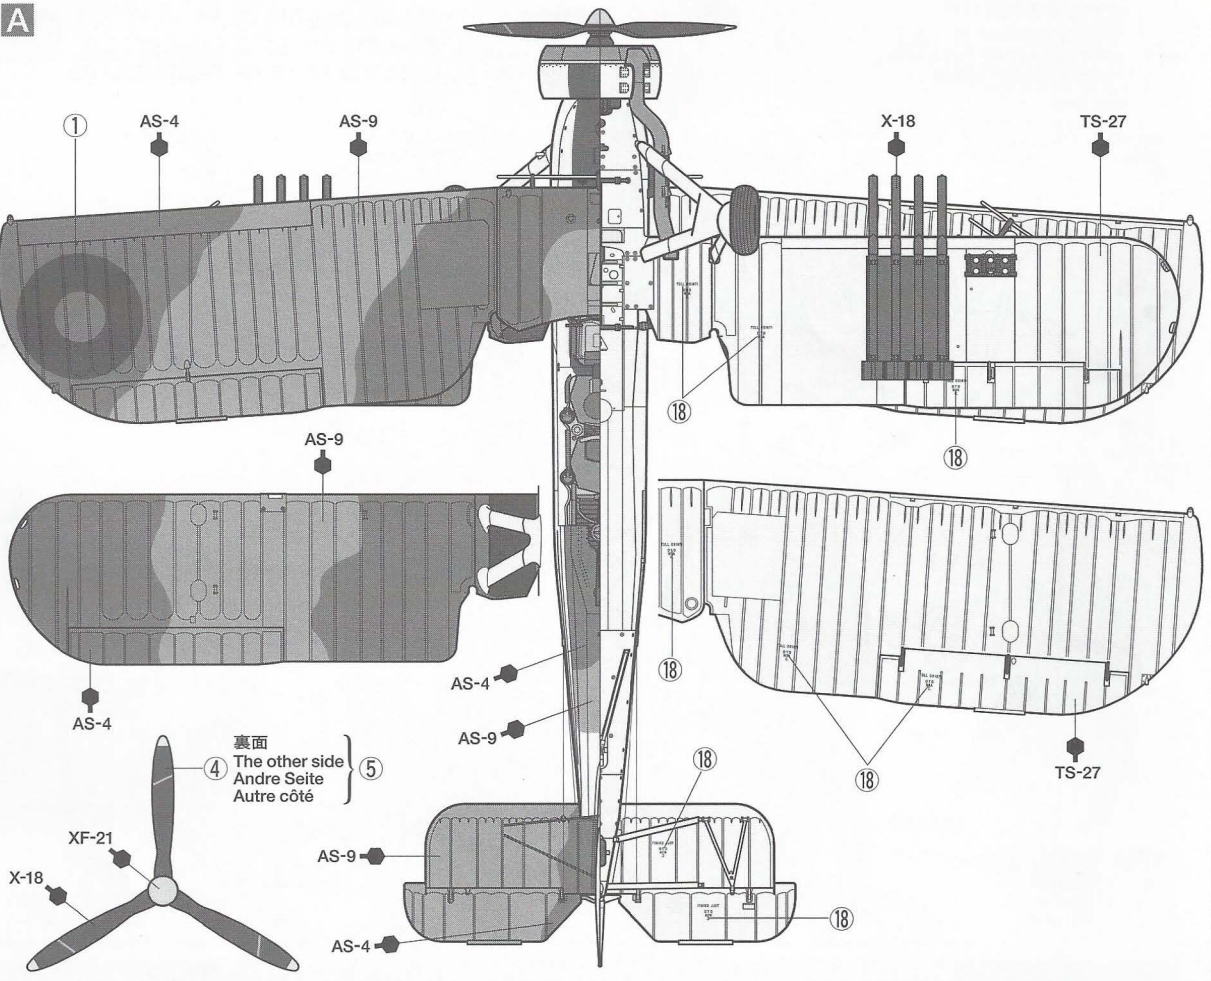 A
① AS-4 AS-9 X-18 TS-27
⑱
⑱
AS-9
AS-4
⑱
AS-4
AS-9
⑱
TS-27
④ 裏面
The other side
Andre Seite
Autre côté
⑤
⑱
XF-21
X-18
AS-9
AS-4
⑱